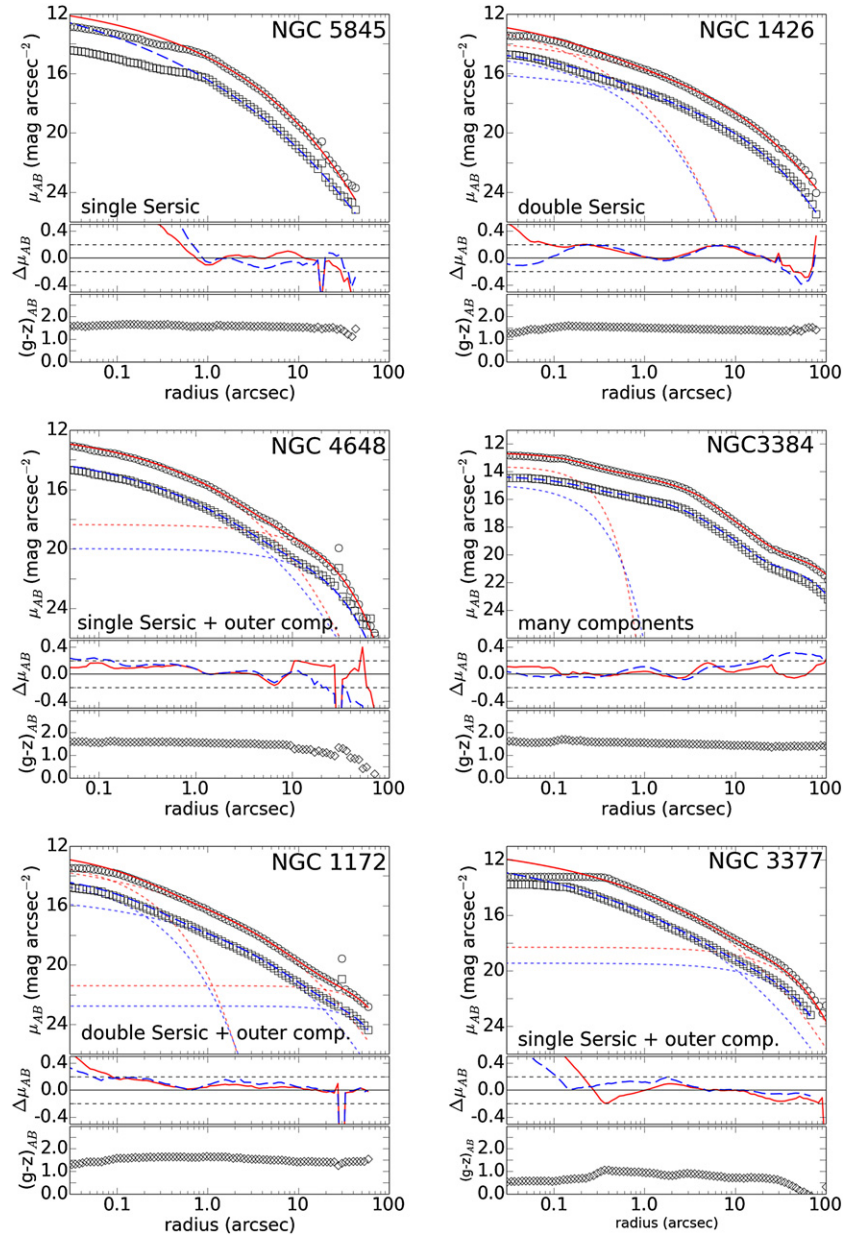 NGC 5845
μAB (mag arcsec−2)
12
16
20
24
single Sersic
ΔμAB
0.4
0.0
-0.4
(g-z)AB
2.0
1.0
0.0
0.1
1.0
10
100
radius (arcsec)
NGC 1426
μAB (mag arcsec−2)
12
16
20
24
double Sersic
ΔμAB
0.4
0.0
-0.4
(g-z)AB
2.0
1.0
0.0
0.1
1.0
10
100
radius (arcsec)
NGC 4648
μAB (mag arcsec−2)
12
16
20
24
single Sersic + outer comp.
ΔμAB
0.4
0.0
-0.4
(g-z)AB
2.0
1.0
0.0
0.1
1.0
10
100
radius (arcsec)
NGC3384
μAB (mag arcsec−2)
12
14
16
18
20
22
24
many components
ΔμAB
0.4
0.0
-0.4
(g-z)AB
2.0
1.0
0.0
0.1
1.0
10
100
radius (arcsec)
NGC 1172
μAB (mag arcsec−2)
12
16
20
24
double Sersic + outer comp.
ΔμAB
0.4
0.0
-0.4
(g-z)AB
2.0
1.0
0.0
0.1
1.0
10
100
radius (arcsec)
NGC 3377
μAB (mag arcsec−2)
12
16
20
24
single Sersic + outer comp.
ΔμAB
0.4
0.0
-0.4
(g-z)AB
2.0
1.0
0.0
0.1
1.0
10
100
radius (arcsec)